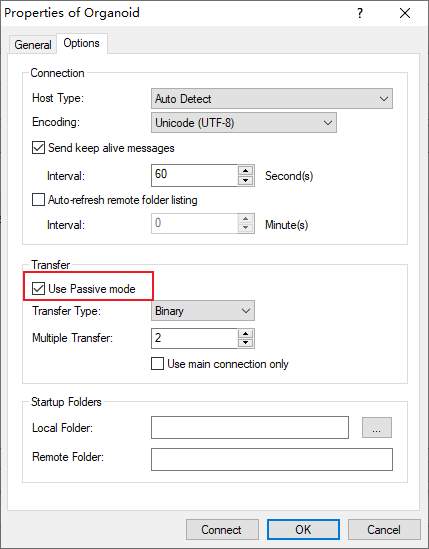 Properties of Organoid
General Options
Connection
Host Type: Auto Detect
Encoding: Unicode (UTF-8)
Send keep alive messages
Interval: 60 Second(s)
Auto-refresh remote folder listing
Interval: 0 Minute(s)
Transfer
Use Passive mode
Transfer Type: Binary
Multiple Transfer: 2
Use main connection only
Startup Folders
Local Folder: ...
Remote Folder:
Connect OK Cancel